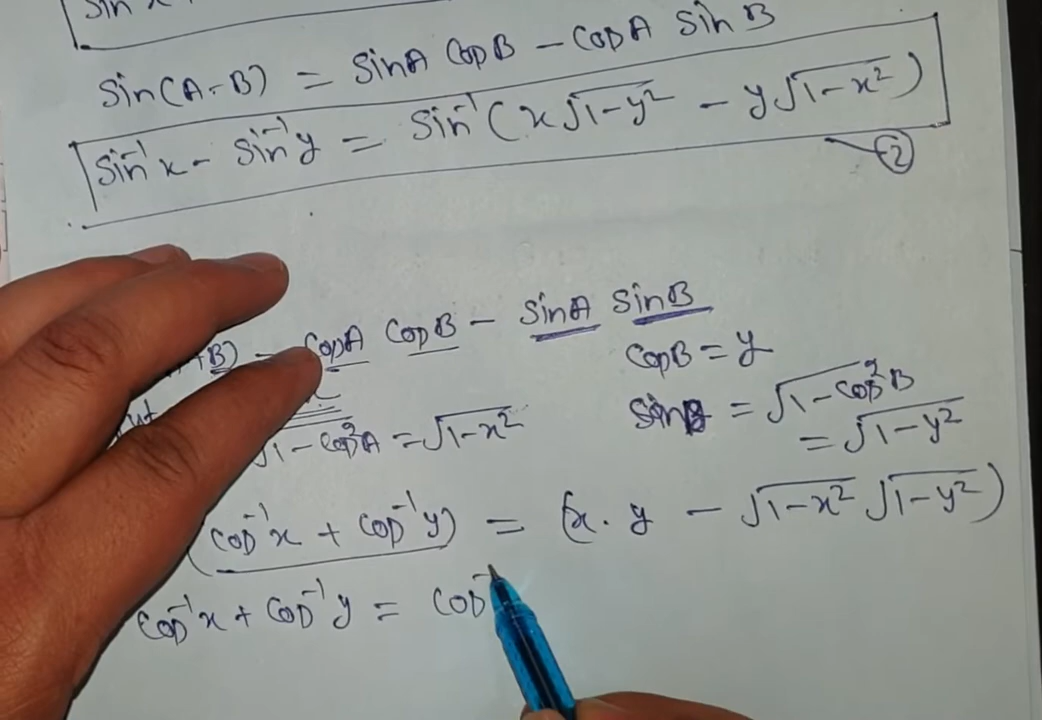 sin x
sin(A-B) = sinA cosB - cosA sin B
sin⁻¹x - sin⁻¹y = sin⁻¹(x√1-y² - y√1-x²)
②
+B) = cosA cosB - sinA sinB
cosB = y
√1-cos²A = √1-x²
sinB = √1-cos²B
= √1-y²
(cos⁻¹x + cos⁻¹y) = (x.y - √1-x² √1-y²)
cos⁻¹x + cos⁻¹y = cos⁻